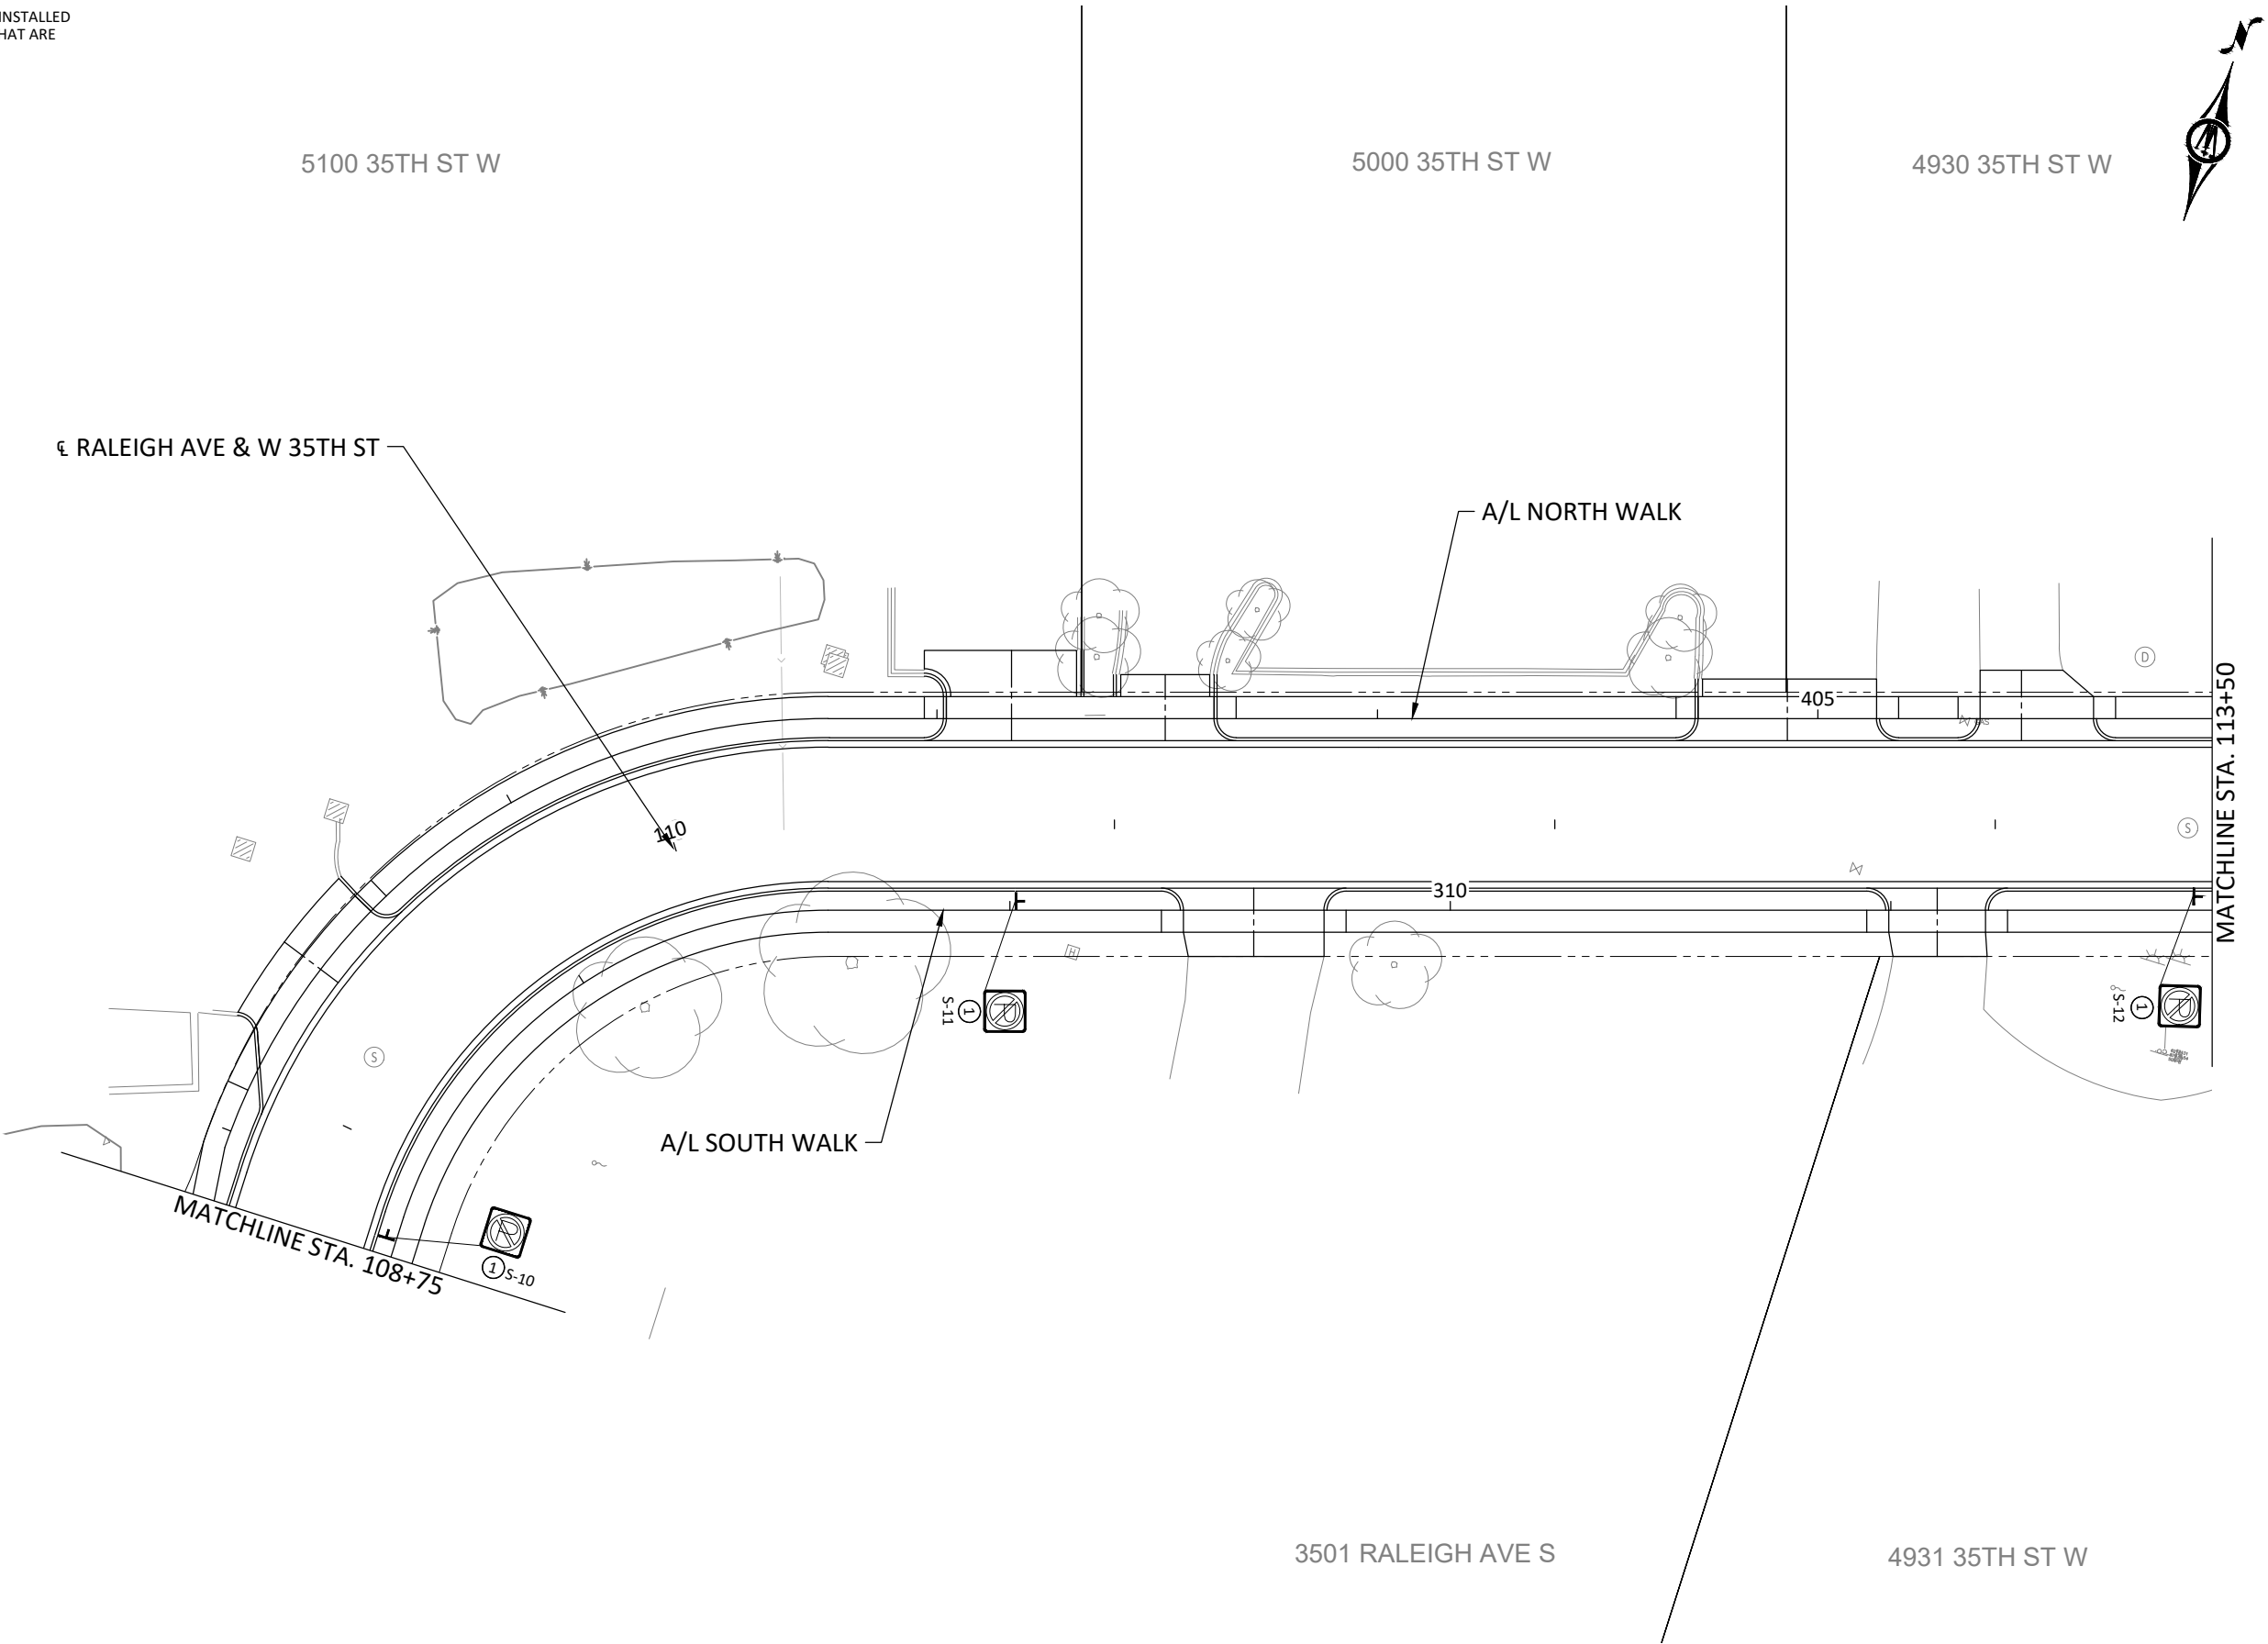 INSTALLED
HAT ARE
N
5100 35TH ST W
5000 35TH ST W
4930 35TH ST W
℄ RALEIGH AVE & W 35TH ST
A/L NORTH WALK
D
405
GAS
MATCHLINE STA. 113+50
110
S
310
H
S-11
1
P
S-12
1
P
S
A/L SOUTH WALK
MATCHLINE STA. 108+75
P
1
S-10
3501 RALEIGH AVE S
4931 35TH ST W